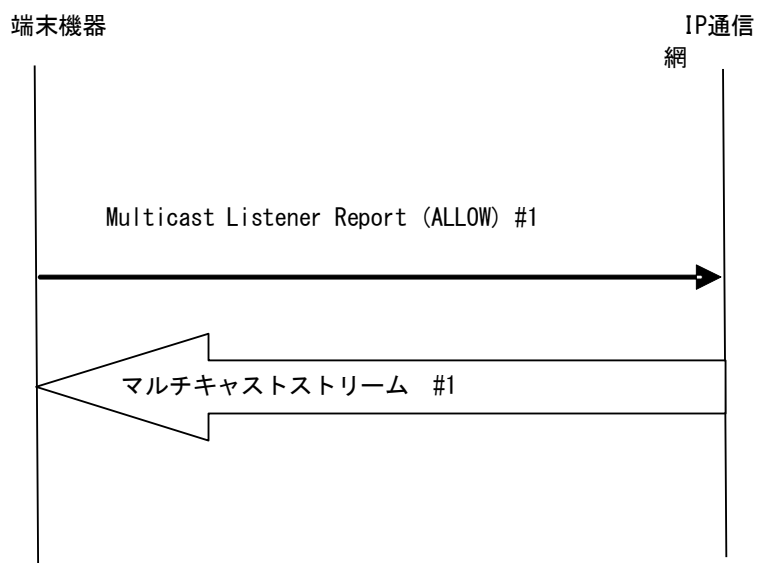 端末機器
IP通信
網
Multicast Listener Report (ALLOW) #1
マルチキャストストリーム　#1